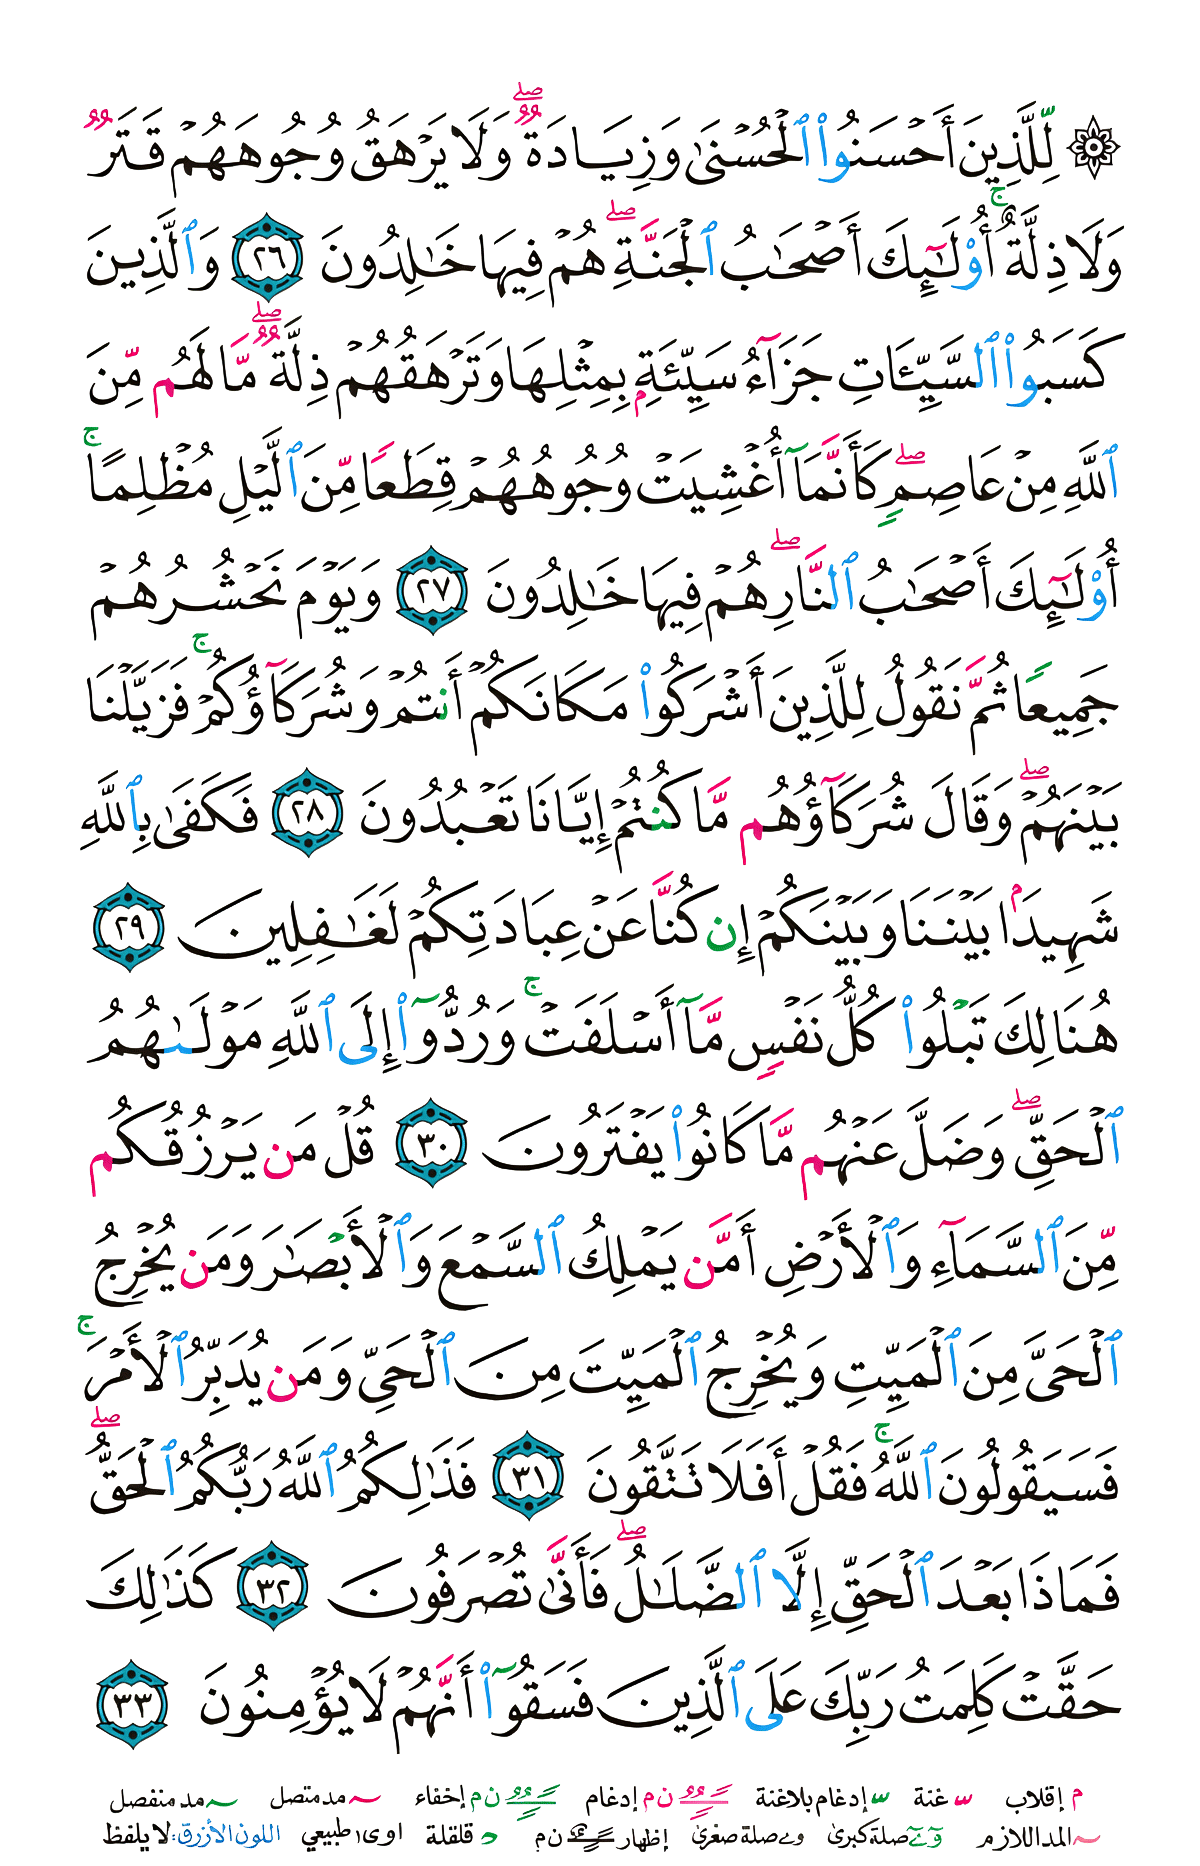 ۞ لِّلَّذِينَ أَحْسَنُوا۟ ٱلْحُسْنَىٰ وَزِيَادَةٌ ۖ وَلَا يَرْهَقُ وُجُوهَهُمْ قَتَرٌ
وَلَا ذِلَّةٌ ۚ أُو۟لَـٰٓئِكَ أَصْحَـٰبُ ٱلْجَنَّةِ ۖ هُمْ فِيهَا خَـٰلِدُونَ ٢٦ وَٱلَّذِينَ
كَسَبُوا۟ ٱلسَّيِّـَٔاتِ جَزَآءُ سَيِّئَةٍۭ بِمِثْلِهَا وَتَرْهَقُهُمْ ذِلَّةٌ ۖ مَّا لَهُم مِّنَ
ٱللَّهِ مِنْ عَاصِمٍ ۖ كَأَنَّمَآ أُغْشِيَتْ وُجُوهُهُمْ قِطَعًا مِّنَ ٱلَّيْلِ مُظْلِمًا ۚ
أُو۟لَـٰٓئِكَ أَصْحَـٰبُ ٱلنَّارِ ۖ هُمْ فِيهَا خَـٰلِدُونَ ٢٧ وَيَوْمَ نَحْشُرُهُمْ
جَمِيعًا ثُمَّ نَقُولُ لِلَّذِينَ أَشْرَكُوا۟ مَكَانَكُمْ أَنتُمْ وَشُرَكَآؤُكُمْ ۚ فَزَيَّلْنَا
بَيْنَهُمْ ۖ وَقَالَ شُرَكَآؤُهُم مَّا كُنتُمْ إِيَّانَا تَعْبُدُونَ ٢٨ فَكَفَىٰ بِٱللَّهِ
شَهِيدًۢا بَيْنَنَا وَبَيْنَكُمْ إِن كُنَّا عَنْ عِبَادَتِكُمْ لَغَـٰفِلِينَ ٢٩
هُنَالِكَ تَبْلُوا۟ كُلُّ نَفْسٍ مَّآ أَسْلَفَتْ ۚ وَرُدُّوٓا۟ إِلَى ٱللَّهِ مَوْلَىٰهُمُ
ٱلْحَقِّ ۖ وَضَلَّ عَنْهُم مَّا كَانُوا۟ يَفْتَرُونَ ٣٠ قُلْ مَن يَرْزُقُكُم
مِّنَ ٱلسَّمَآءِ وَٱلْأَرْضِ أَمَّن يَمْلِكُ ٱلسَّمْعَ وَٱلْأَبْصَـٰرَ وَمَن يُخْرِجُ
ٱلْحَىَّ مِنَ ٱلْمَيِّتِ وَيُخْرِجُ ٱلْمَيِّتَ مِنَ ٱلْحَىِّ وَمَن يُدَبِّرُ ٱلْأَمْرَ ۚ
فَسَيَقُولُونَ ٱللَّهُ ۚ فَقُلْ أَفَلَا تَتَّقُونَ ٣١ فَذَٰلِكُمُ ٱللَّهُ رَبُّكُمُ ٱلْحَقُّ ۖ
فَمَاذَا بَعْدَ ٱلْحَقِّ إِلَّا ٱلضَّلَـٰلُ ۖ فَأَنَّىٰ تُصْرَفُونَ ٣٢ كَذَٰلِكَ
حَقَّتْ كَلِمَتُ رَبِّكَ عَلَى ٱلَّذِينَ فَسَقُوٓا۟ أَنَّهُمْ لَا يُؤْمِنُونَ ٣٣
م إقلاب ّ غنة ّ إدغام بلاغنة ن م إدغام ن م إخفاء ~ مد متصل ~ مد منفصل
~ المد اللازم و ے صلة كبرى و ے صلة صغرى إظهار ن م قلقلة اوى طبيعي اللون الأزرق: لا يلفظ